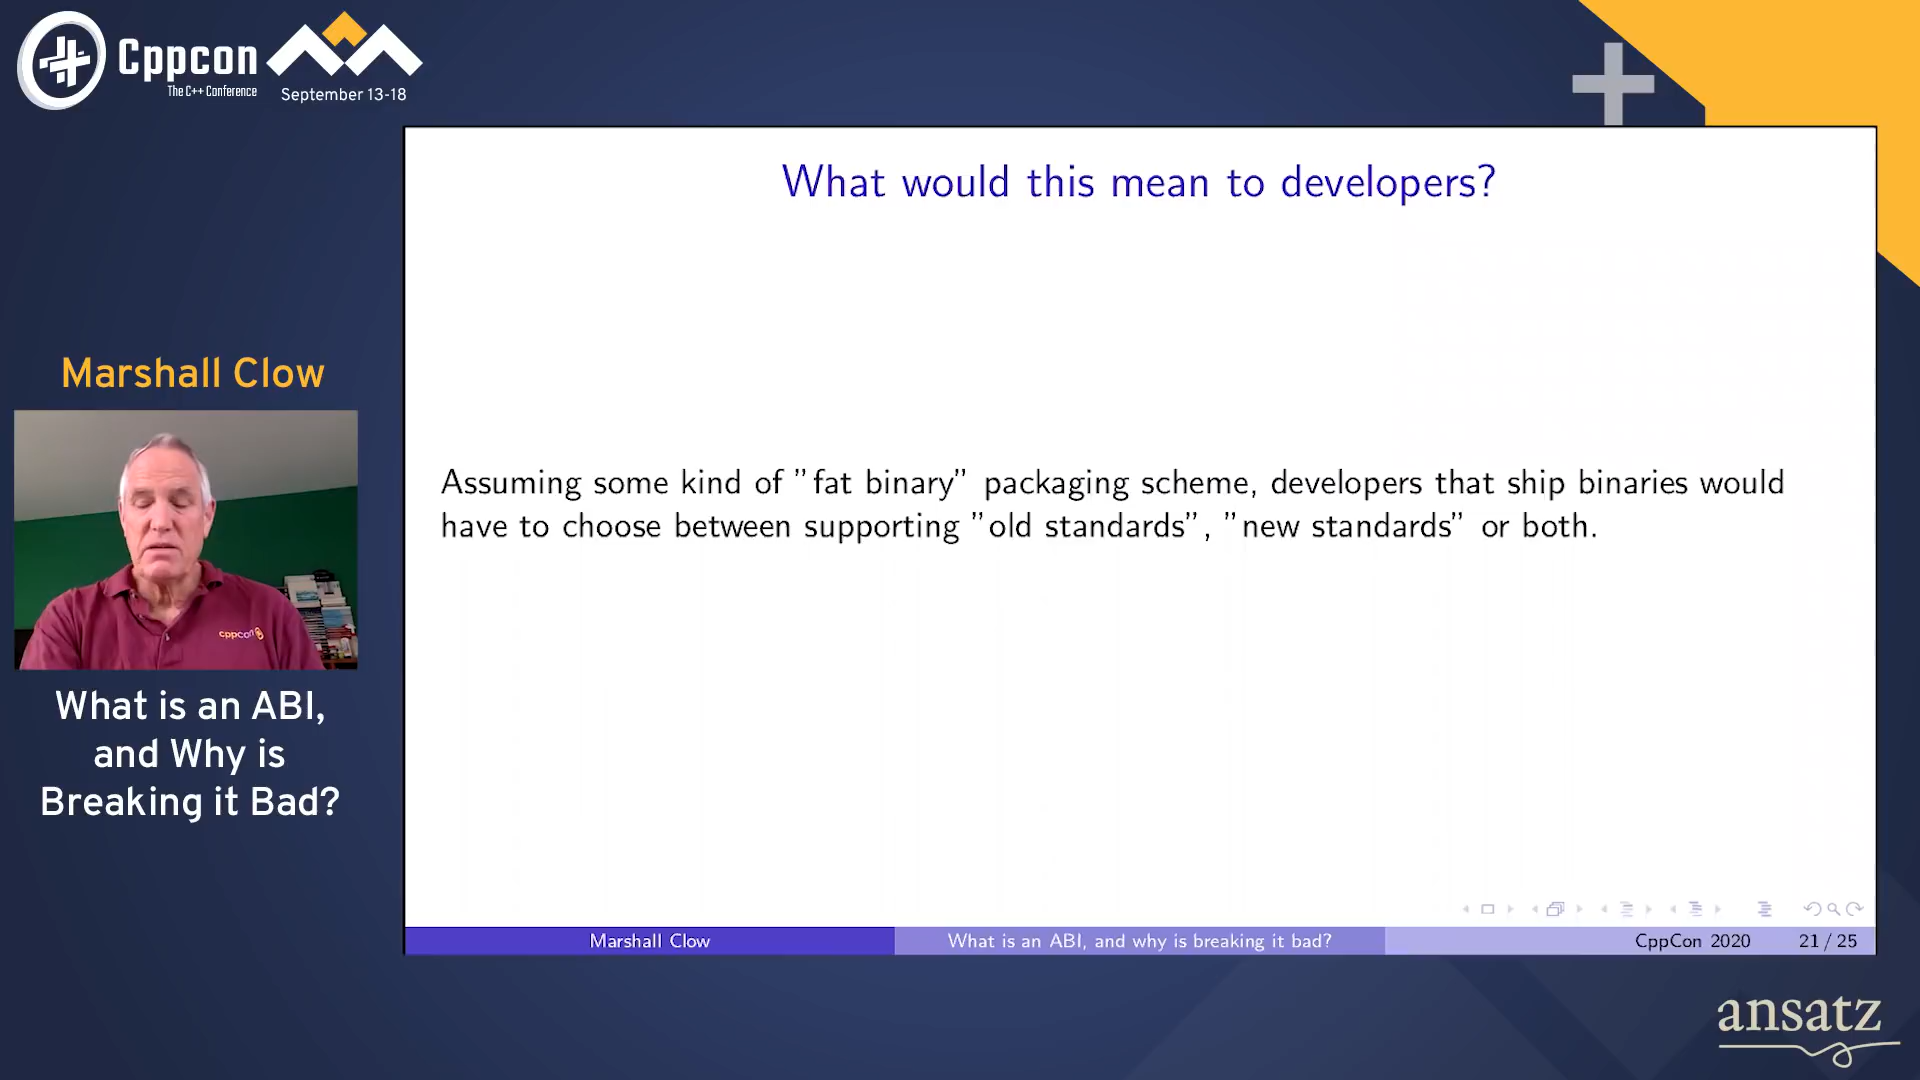 Cppcon
The C++ Conference
September 13-18
What would this mean to developers?
Marshall Clow
Assuming some kind of ”fat binary” packaging scheme, developers that ship binaries would
have to choose between supporting ”old standards”, ”new standards” or both.
cppcon
What is an ABI,
and Why is
Breaking it Bad?
Marshall Clow
What is an ABI, and why is breaking it bad?
CppCon 2020
21 / 25
ansatz